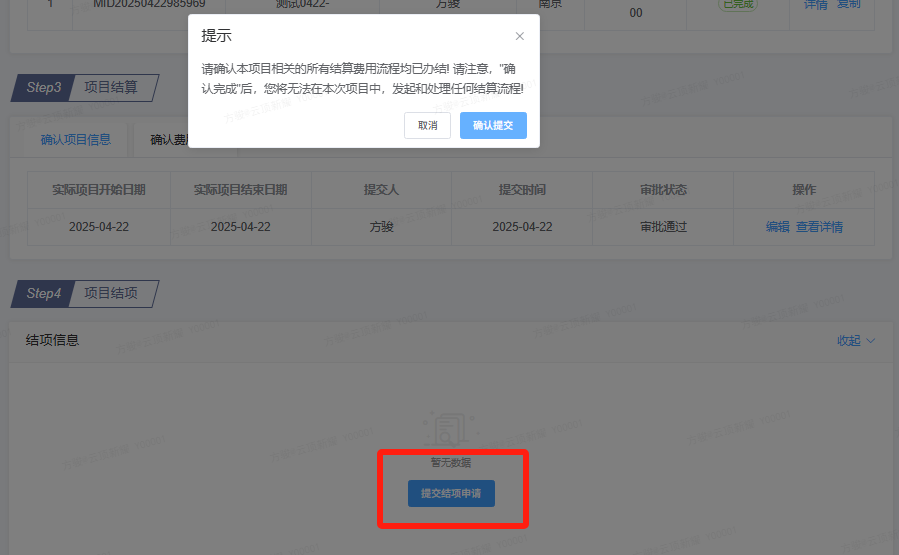 1 MID20250422985969 测试0422- 方骏 南京 00 已完成 详情 复制
提示
请确认本项目相关的所有结算费用流程均已办结! 请注意，"确
认完成"后，您将无法在本次项目中，发起和处理任何结算流程!
取消 确认提交
Step3 项目结算
确认项目信息 确认费
实际项目开始日期 实际项目结束日期 提交人 提交时间 审批状态 操作
2025-04-22 2025-04-22 方骏 2025-04-22 审批通过 编辑 查看详情
Step4 项目结项
结项信息 收起
暂无数据
提交结项申请